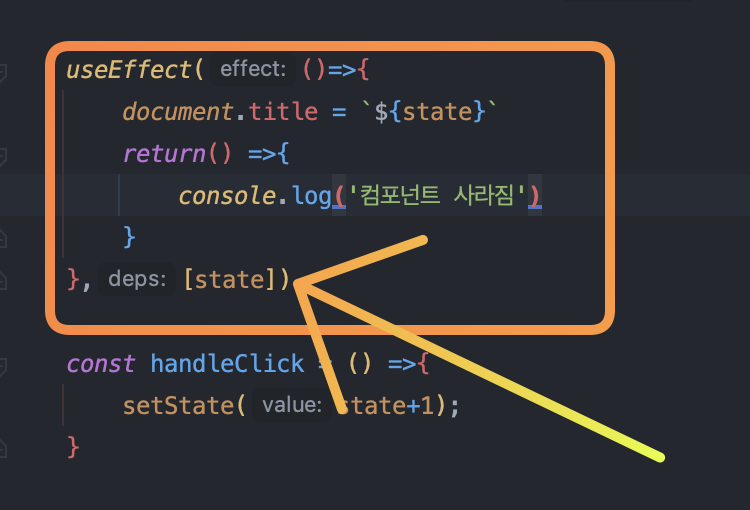 useEffect( effect: ()=>{
document.title = `${state}`
return() =>{
console.log('컴포넌트 사라짐')
}
}, deps: [state])
const handleClick = () =>{
setState( value: state+1);
}